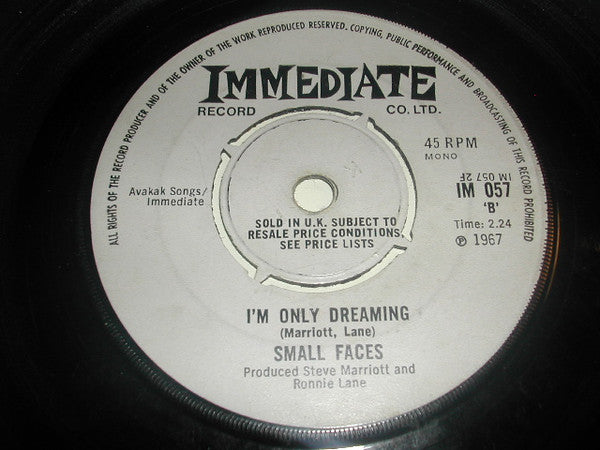 ALL RIGHTS OF THE RECORD PRODUCER AND OF THE OWNER OF THE WORK REPRODUCED RESERVED. COPYING, PUBLIC PERFORMANCE AND BROADCASTING OF THIS RECORD PROHIBITED
IMMEDIATE
RECORD CO. LTD.
45 RPM
MONO
IM 057 2F
IM 057
'B'
Time: 2.24
℗ 1967
Avakak Songs/
Immediate
SOLD IN U.K. SUBJECT TO
RESALE PRICE CONDITIONS,
SEE PRICE LISTS
I'M ONLY DREAMING
(Marriott, Lane)
SMALL FACES
Produced Steve Marriott and
Ronnie Lane